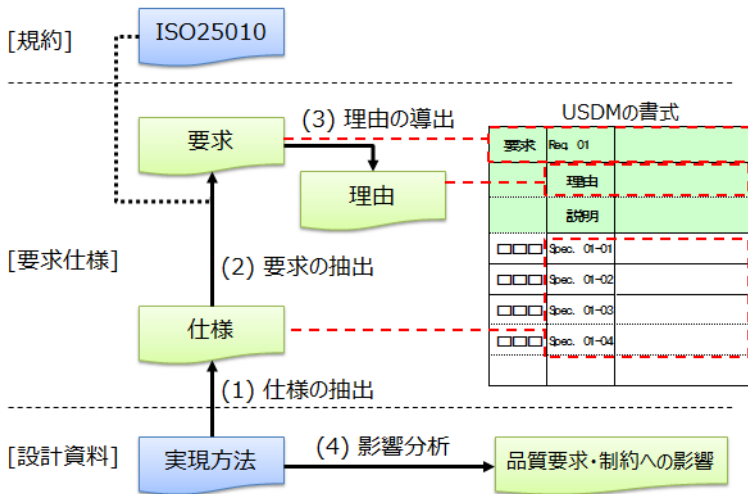 ISO25010
[規約]
USDMの書式
(3) 理由の導出
要求
要求 Req. 01
理由
理由
説明
[要求仕様]
(2) 要求の抽出
□□□ Spec. 01-01
□□□ Spec. 01-02
□□□ Spec. 01-03
□□□ Spec. 01-04
仕様
(1) 仕様の抽出
[設計資料]
実現方法
(4) 影響分析
品質要求・制約への影響